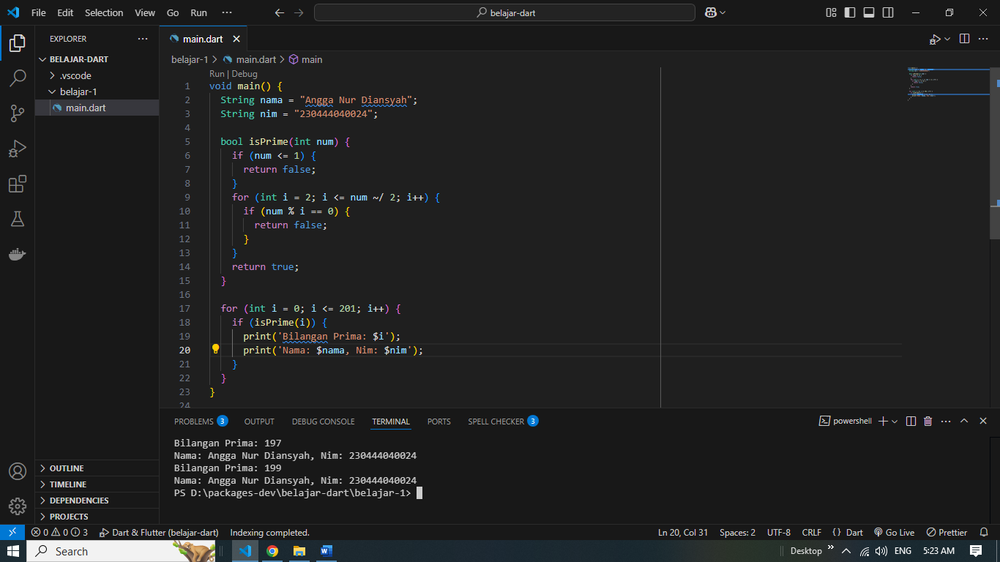 File Edit Selection View Go Run ···
belajar-dart
EXPLORER
BELAJAR-DART
.vscode
belajar-1
main.dart
OUTLINE
TIMELINE
DEPENDENCIES
PROJECTS
main.dart
belajar-1 > main.dart > main
Run | Debug
1 void main() {
2 String nama = "Angga Nur Diansyah";
3 String nim = "230444040024";
4
5 bool isPrime(int num) {
6 if (num <= 1) {
7 return false;
8 }
9 for (int i = 2; i <= num ~/ 2; i++) {
10 if (num % i == 0) {
11 return false;
12 }
13 }
14 return true;
15 }
16
17 for (int i = 0; i <= 201; i++) {
18 if (isPrime(i)) {
19 print('Bilangan Prima: $i');
20 print('Nama: $nama, Nim: $nim');
21 }
22 }
23 }
24
PROBLEMS 3 OUTPUT DEBUG CONSOLE TERMINAL PORTS SPELL CHECKER 3 powershell
Bilangan Prima: 197
Nama: Angga Nur Diansyah, Nim: 230444040024
Bilangan Prima: 199
Nama: Angga Nur Diansyah, Nim: 230444040024
PS D:\packages-dev\belajar-dart\belajar-1>
0 0 3 Dart & Flutter (belajar-dart) Indexing completed. Ln 20, Col 31 Spaces: 2 UTF-8 CRLF { } Dart Go Live Prettier
Search Desktop ENG 5:23 AM